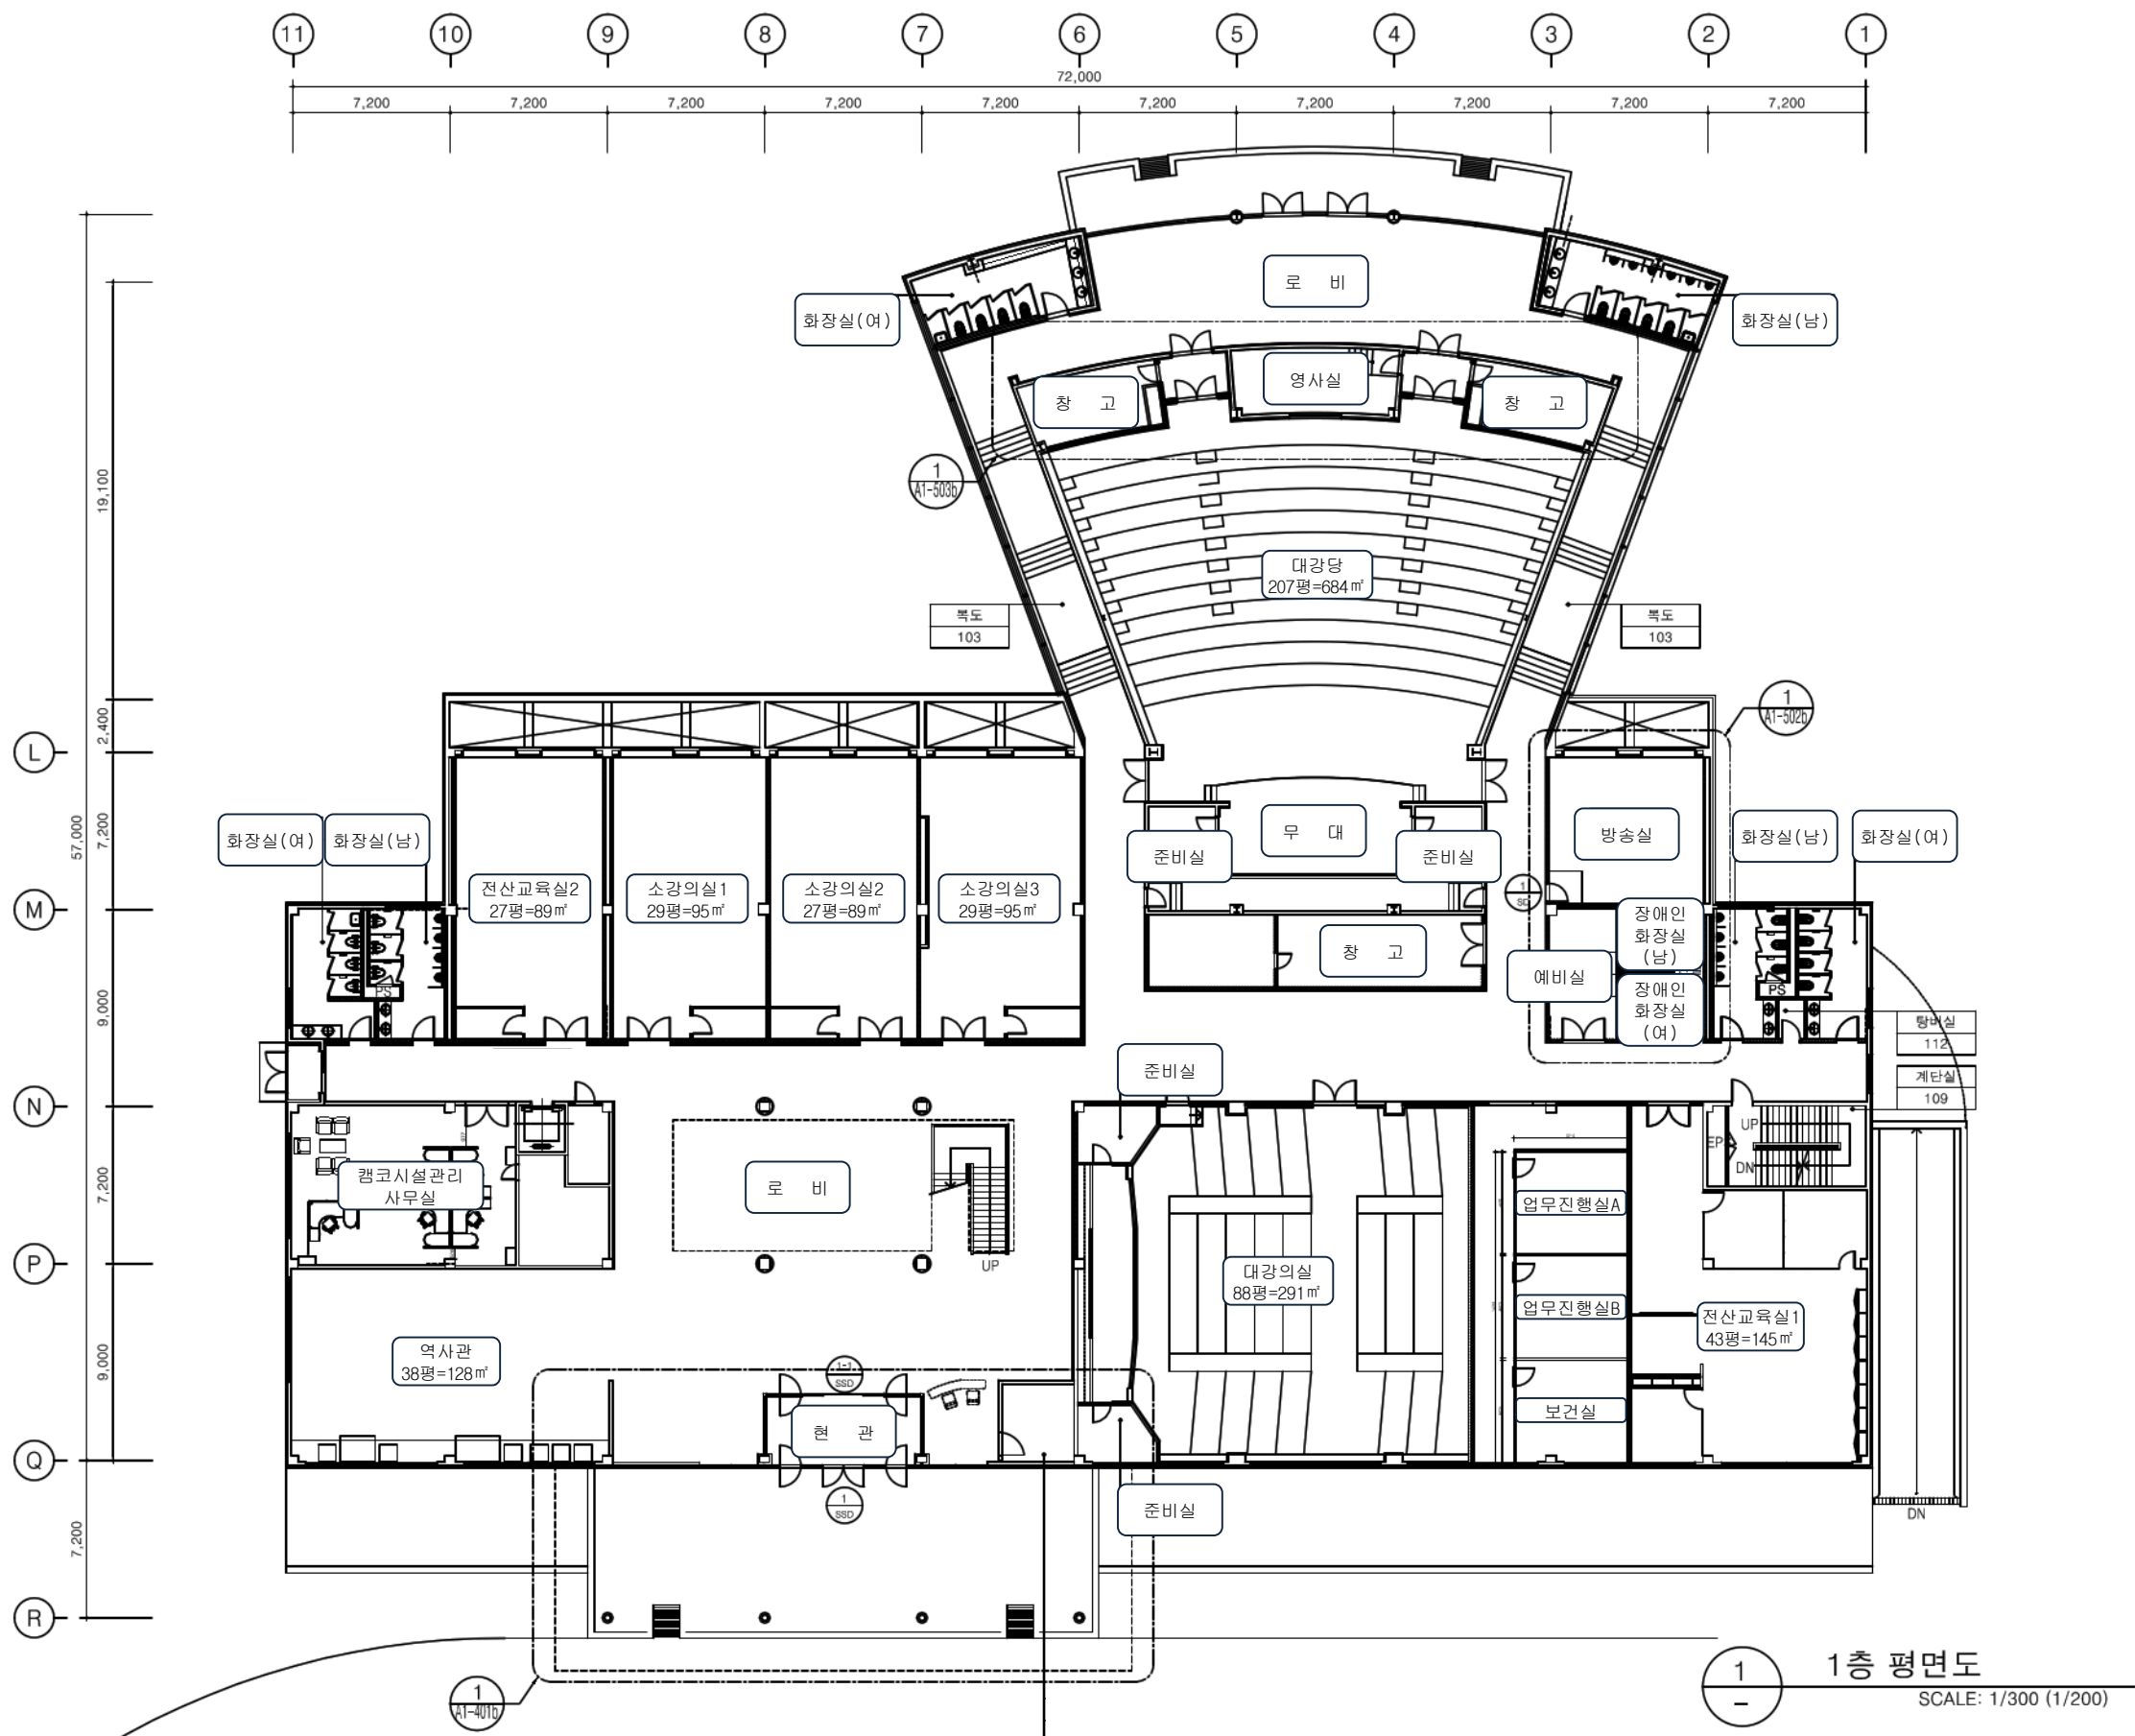 11 10 9 8 7 6 5 4 3 2 1
72,000
7,200 7,200 7,200 7,200 7,200 7,200 7,200 7,200 7,200 7,200
로 비
화장실(여)
화장실(남)
영사실
창 고
창 고
1
A1-503b
19,100
대강당
207평=684㎡
복도
103
복도
103
1
A1-502b
2,400
L
57,000
7,200
화장실(여)
화장실(남)
무 대
준비실
준비실
방송실
화장실(남)
화장실(여)
전산교육실2
27평=89㎡
소강의실1
29평=95㎡
소강의실2
27평=89㎡
소강의실3
29평=95㎡
1
SD
M
장애인
화장실
(남)
창 고
예비실
PS
PS
장애인
화장실
(여)
9,000
탕비실
112
준비실
계단실
109
N
UP
EP
DN
캠코시설관리
사무실
로 비
7,200
업무진행실A
P
UP
대강의실
88평=291㎡
업무진행실B
전산교육실1
43평=145㎡
역사관
38평=128㎡
9,000
1-1
SSD
현 관
보건실
Q
1
SSD
준비실
DN
7,200
R
1
A1-401b
1
–
1층 평면도
SCALE: 1/300 (1/200)